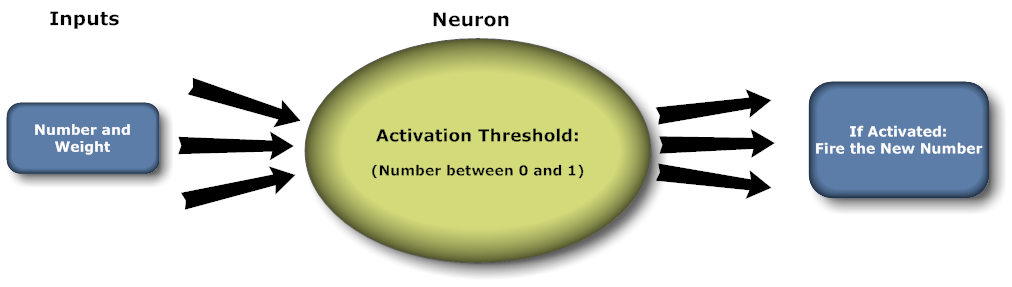 Inputs
Neuron
Number and
Weight
Activation Threshold:
(Number between 0 and 1)
If Activated:
Fire the New Number